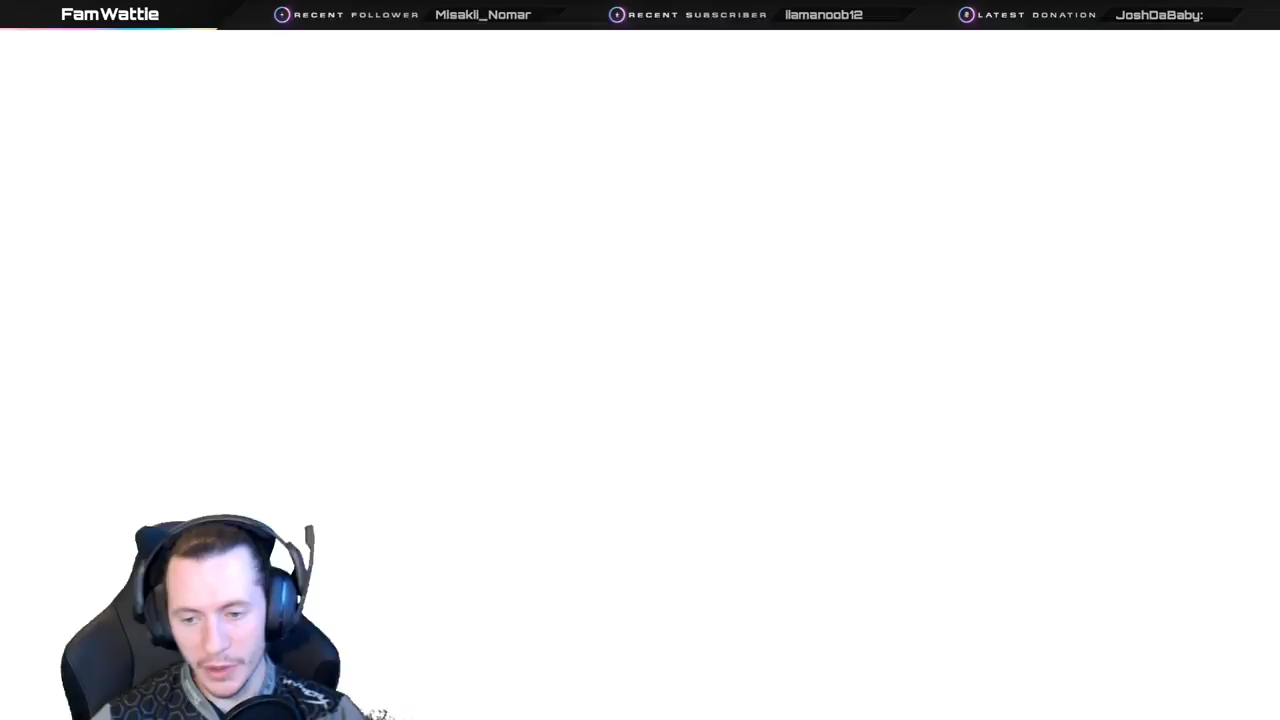 FamWattle
RECENT FOLLOWER Misakii_Nomar
RECENT SUBSCRIBER llamanoob12
LATEST DONATION JoshDaBaby: